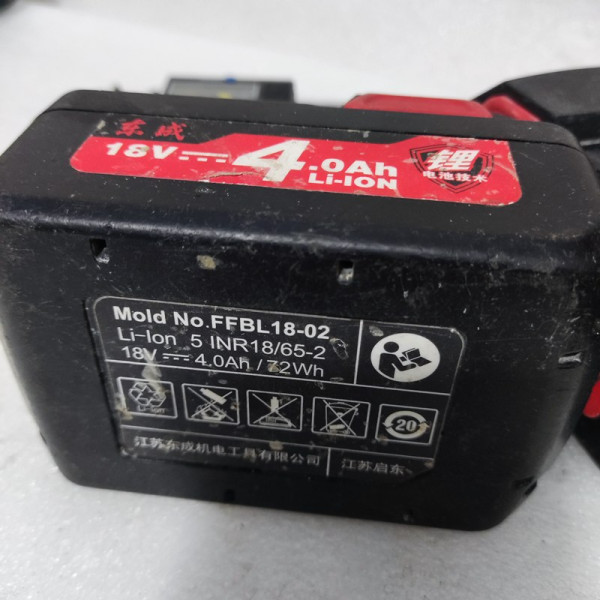 东成
18V⎓4.0Ah
Li-ION
锂
电池技术
Mold No.FFBL18-02
Li-Ion 5 INR18/65-2
18V ⎓ 4.0Ah / 72Wh
Li-ion
20
江苏东成机电工具有限公司 江苏启东